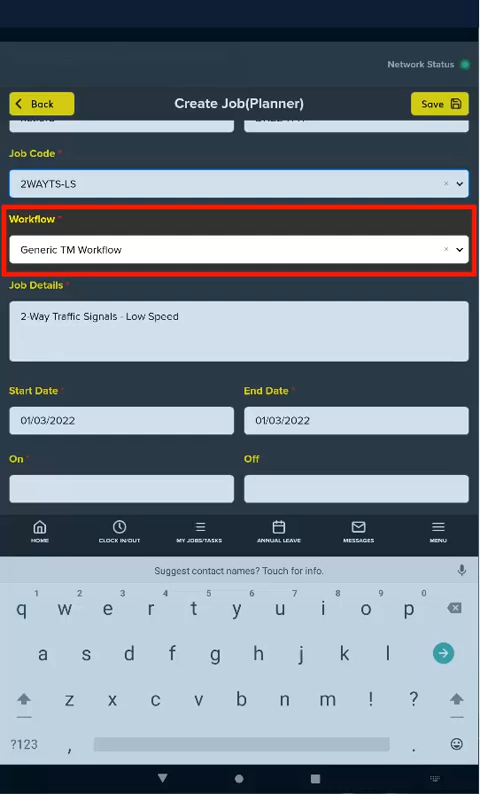 Network Status
Back
Create Job(Planner)
Save
Job Code *
2WAYTS-LS
×
Workflow *
Generic TM Workflow
×
Job Details *
2-Way Traffic Signals - Low Speed
Start Date *
End Date *
01/03/2022
01/03/2022
On *
Off
HOME
CLOCK IN/OUT
MY JOBS/TASKS
ANNUAL LEAVE
MESSAGES
MENU
Suggest contact names? Touch for info.
1 2 3 4 5 6 7 8 9 0
q w e r t y u i o p
a s d f g h j k l
z x c v b n m ! ?
?123 , .